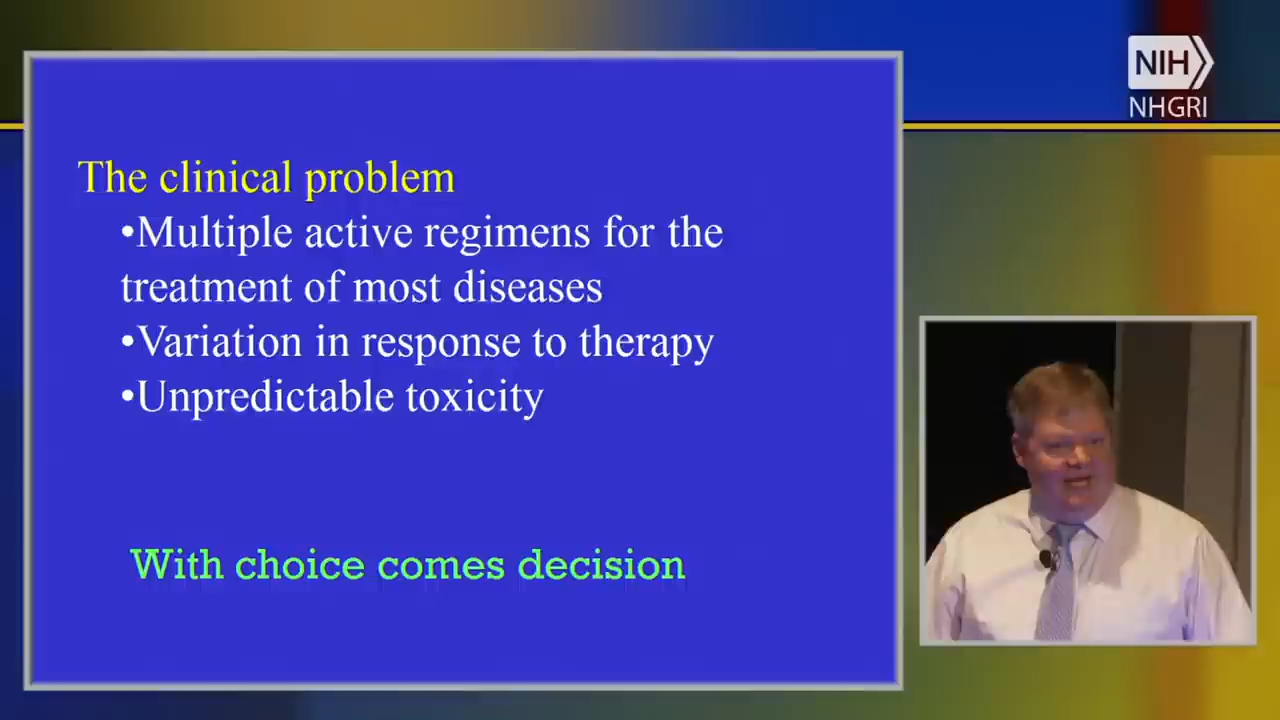 NIH
NHGRI
The clinical problem
•Multiple active regimens for the
treatment of most diseases
•Variation in response to therapy
•Unpredictable toxicity
With choice comes decision